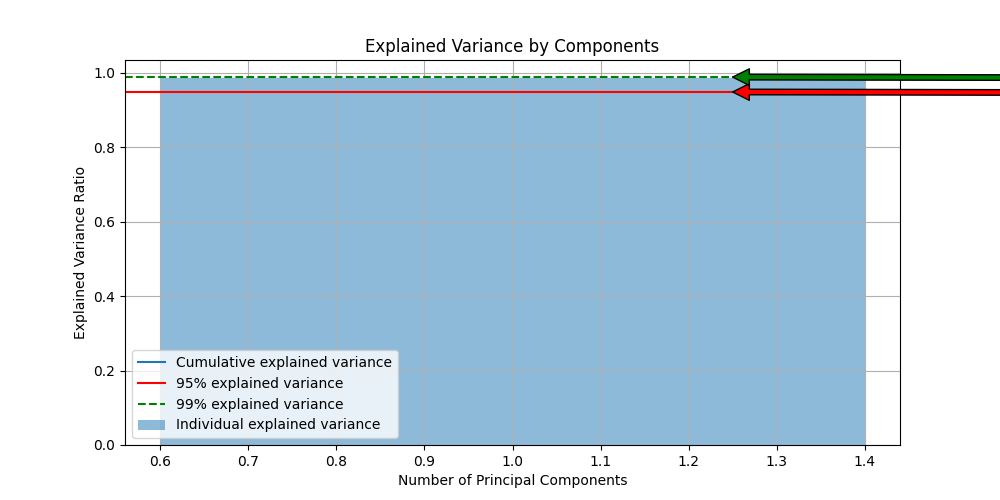 Explained Variance by Components
Explained Variance Ratio
1.0
0.8
0.6
0.4
0.2
0.0
Cumulative explained variance
95% explained variance
99% explained variance
Individual explained variance
0.6 0.7 0.8 0.9 1.0 1.1 1.2 1.3 1.4
Number of Principal Components